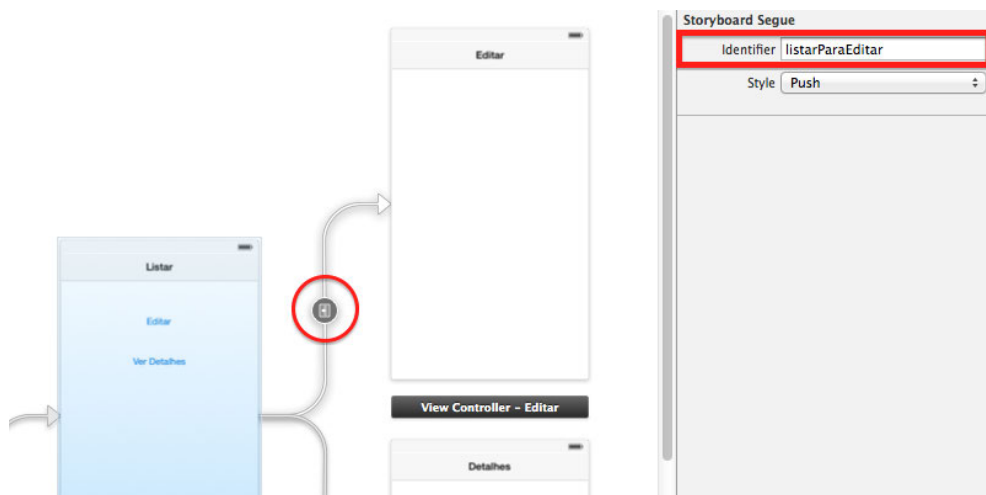 Storyboard Segue
Identifier listarParaEditar
Style Push
Editar
Listar
Editar
Ver Detalhes
View Controller – Editar
Detalhes